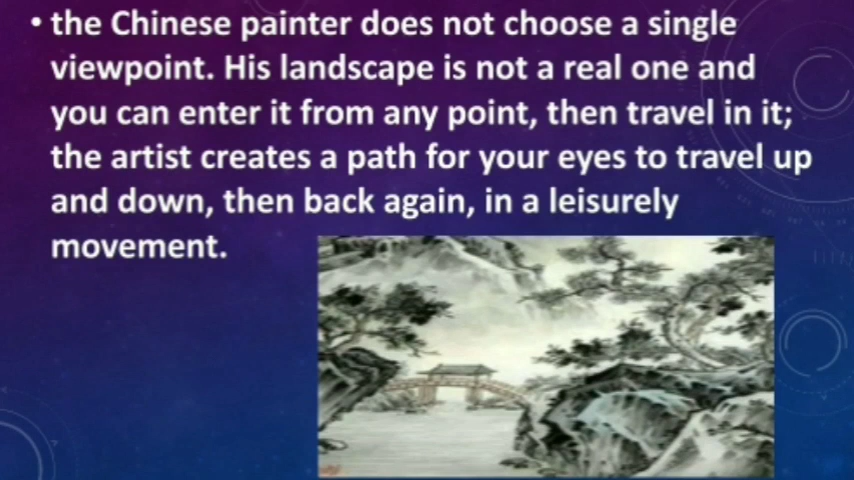 • the Chinese painter does not choose a single
viewpoint. His landscape is not a real one and
you can enter it from any point, then travel in it;
the artist creates a path for your eyes to travel up
and down, then back again, in a leisurely
movement.